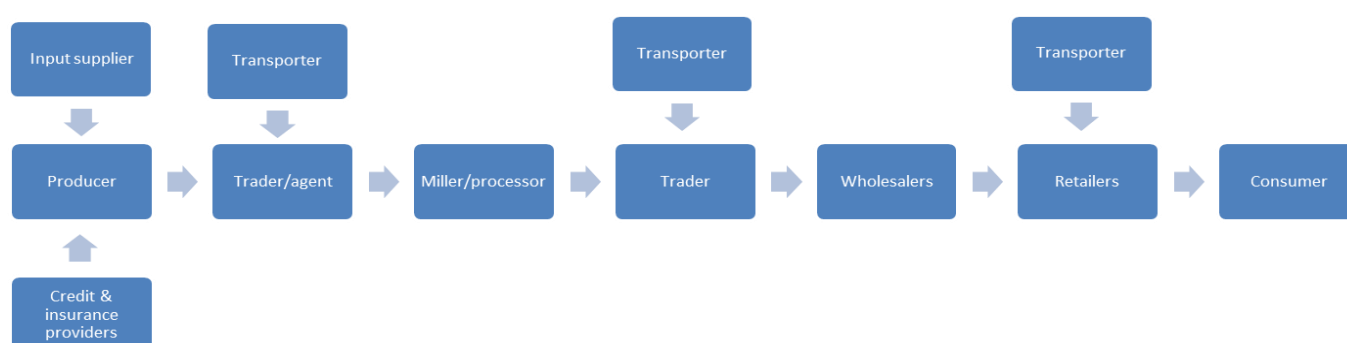 Input supplier
Transporter
Transporter
Transporter
Producer
Trader/agent
Miller/processor
Trader
Wholesalers
Retailers
Consumer
Credit &
insurance
providers